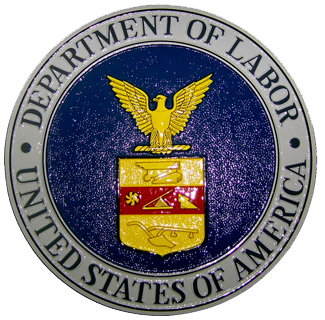 DEPARTMENT OF LABOR
UNITED STATES OF AMERICA